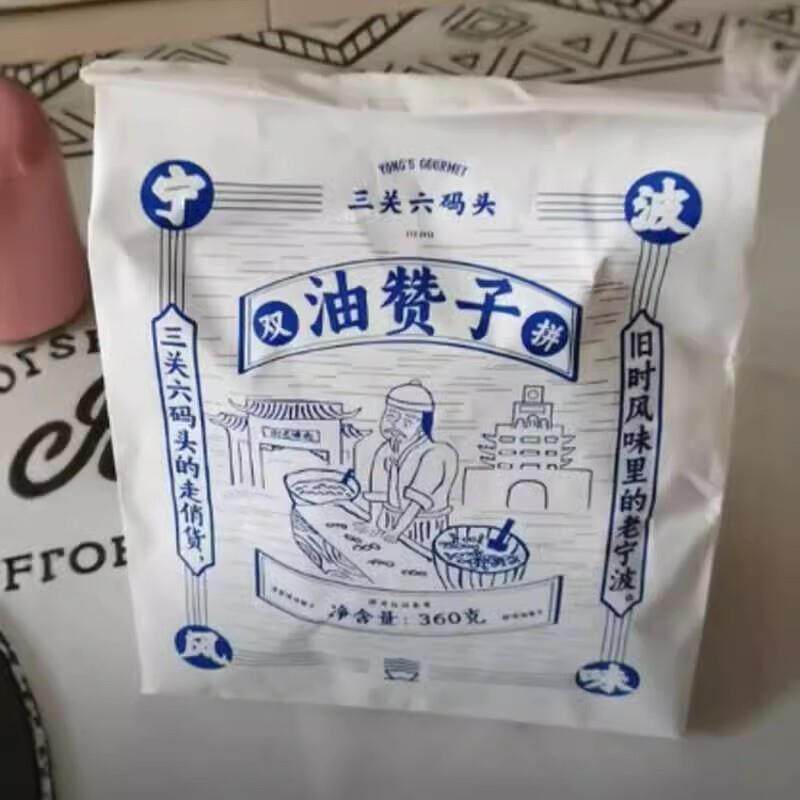 YONG'S GOURMET
三关六码头
宁
波
双 油赞子 拼
三关六码头的走俏货，
旧时风味里的老宁波。
净含量：360克
风
味